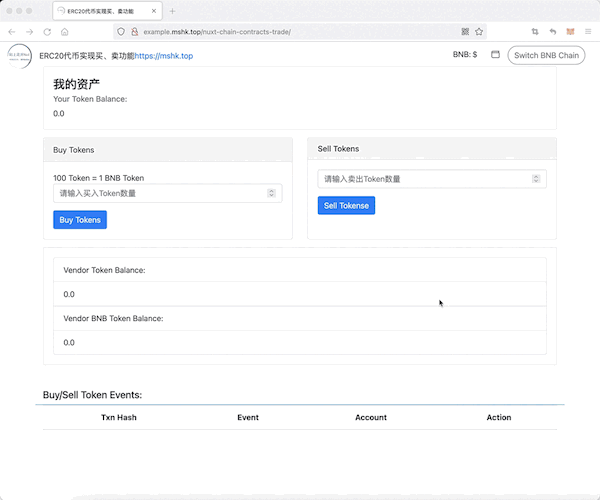 ERC20代币实现买、卖功能
example.mshk.top/nuxt-chain-contracts-trade/
ERC20代币实现买、卖功能https://mshk.top
BNB: $
Switch BNB Chain
我的资产
Your Token Balance:
0.0
Buy Tokens
100 Token = 1 BNB Token
请输入买入Token数量
Buy Tokens
Sell Tokens
请输入卖出Token数量
Sell Tokense
Vendor Token Balance:
0.0
Vendor BNB Token Balance:
0.0
Buy/Sell Token Events:
Txn Hash Event Account Action